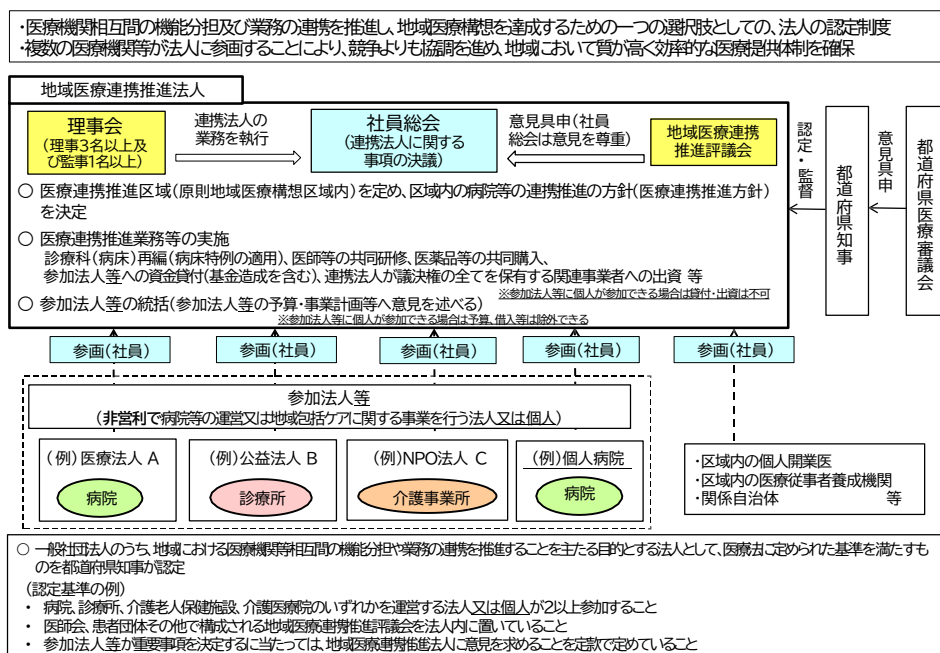 ・医療機関相互間の機能分担及び業務の連携を推進し、地域医療構想を達成するための一つの選択肢としての、法人の認定制度
・複数の医療機関等が法人に参画することにより、競争よりも協調を進め、地域において質が高く効率的な医療提供体制を確保
地域医療連携推進法人
理事会
(理事3名以上及
び監事1名以上)
連携法人の
業務を執行
社員総会
(連携法人に関する
事項の決議)
意見具申(社員
総会は意見を尊重)
地域医療連携
推進評議会
認定・監督
都道府県知事
意見具申
都道府県医療審議会
○ 医療連携推進区域(原則地域医療構想区域内)を定め、区域内の病院等の連携推進の方針(医療連携推進方針)
を決定
○ 医療連携推進業務等の実施
診療科(病床)再編(病床特例の適用)、医師等の共同研修、医薬品等の共同購入、
参加法人等への資金貸付(基金造成を含む)、連携法人が議決権の全てを保有する関連事業者への出資 等
※参加法人等に個人が参加できる場合は貸付・出資は不可
○ 参加法人等の統括(参加法人等の予算・事業計画等へ意見を述べる)
※参加法人等に個人が参加できる場合は予算、借入等は除外できる
参画(社員)
参画(社員)
参画(社員)
参画(社員)
参画(社員)
参加法人等
(非営利で病院等の運営又は地域包括ケアに関する事業を行う法人又は個人)
(例)医療法人 A
病院
(例)公益法人 B
診療所
(例)NPO法人 C
介護事業所
(例)個人病院
病院
・区域内の個人開業医
・区域内の医療従事者養成機関
・関係自治体 等
○ 一般社団法人のうち、地域における医療機関等相互間の機能分担や業務の連携を推進することを主たる目的とする法人として、医療法に定められた基準を満たすも
のを都道府県知事が認定
(認定基準の例)
・ 病院、診療所、介護老人保健施設、介護医療院のいずれかを運営する法人又は個人が2以上参加すること
・ 医師会、患者団体その他で構成される地域医療連携推進評議会を法人内に置いていること
・ 参加法人等が重要事項を決定するに当たっては、地域医療連携推進法人に意見を求めることを定款で定めていること